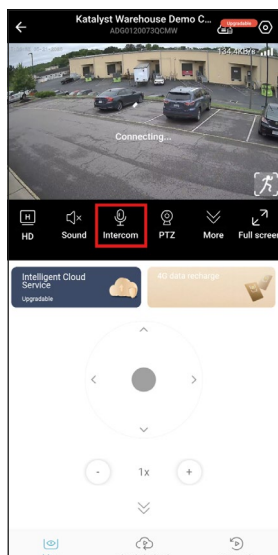 Katalyst Warehouse Demo C...
Upgradable
ADG0120073QCMW
134.4KB/s
Connecting...
H
HD
Sound
Intercom
PTZ
More
Full screen
Intelligent Cloud
Service
Upgradable
4G data recharge
- 1x +